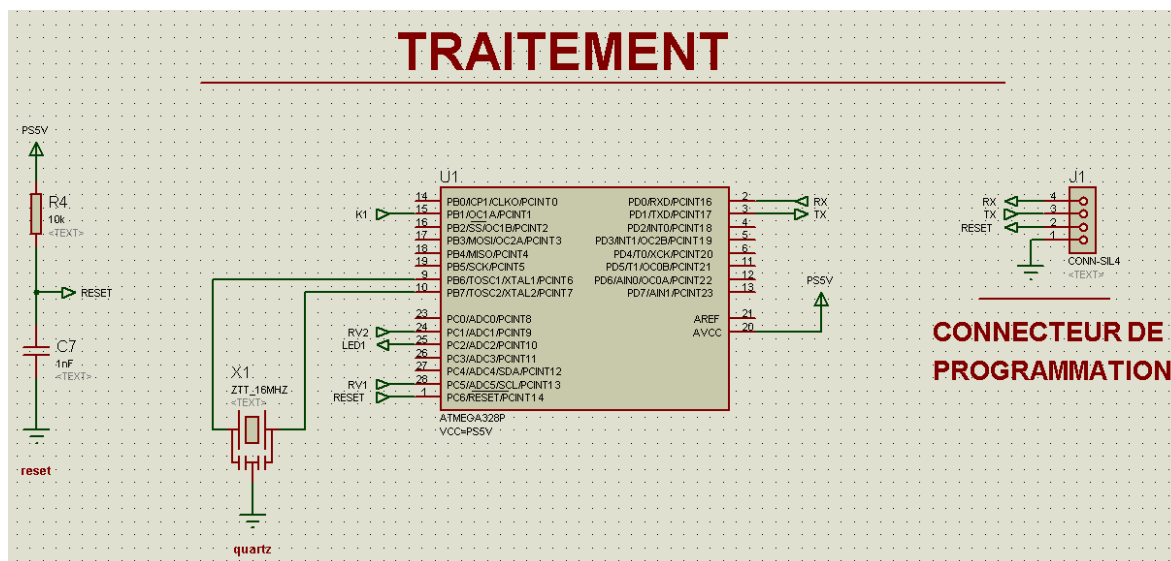 TRAITEMENT
PS5V
R4
10k
<TEXT>
RESET
C7
1nF
<TEXT>
reset
X1
ZTT_16MHZ
<TEXT>
quartz
K1
RV2
LED1
RV1
RESET
U1
14 PB0/ICP1/CLKO/PCINT0
15 PB1/OC1A/PCINT1
16 PB2/SS/OC1B/PCINT2
17 PB3/MOSI/OC2A/PCINT3
18 PB4/MISO/PCINT4
19 PB5/SCK/PCINT5
9 PB6/TOSC1/XTAL1/PCINT6
10 PB7/TOSC2/XTAL2/PCINT7
23 PC0/ADC0/PCINT8
24 PC1/ADC1/PCINT9
25 PC2/ADC2/PCINT10
26 PC3/ADC3/PCINT11
27 PC4/ADC4/SDA/PCINT12
28 PC5/ADC5/SCL/PCINT13
1 PC6/RESET/PCINT14
PD0/RXD/PCINT16 2
PD1/TXD/PCINT17 3
PD2/INT0/PCINT18 4
PD3/INT1/OC2B/PCINT19 5
PD4/T0/XCK/PCINT20 6
PD5/T1/OC0B/PCINT21 11
PD6/AIN0/OC0A/PCINT22 12
PD7/AIN1/PCINT23 13
AREF 21
AVCC 20
ATMEGA328P
VCC=PS5V
RX
TX
PS5V
J1
RX 4
TX 3
RESET 2
1
CONN-SIL4
<TEXT>
CONNECTEUR DE
PROGRAMMATION